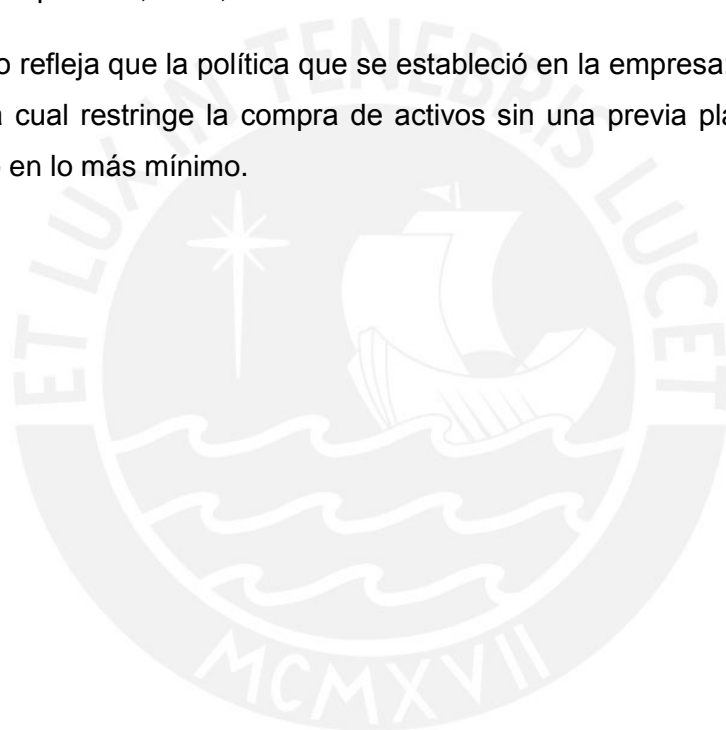 o refleja que la política que se estableció en la empresa:
cual restringe la compra de activos sin una previa
en lo más mínimo.
ET LUX IN TENEBRIS LUCET
MCMXVII